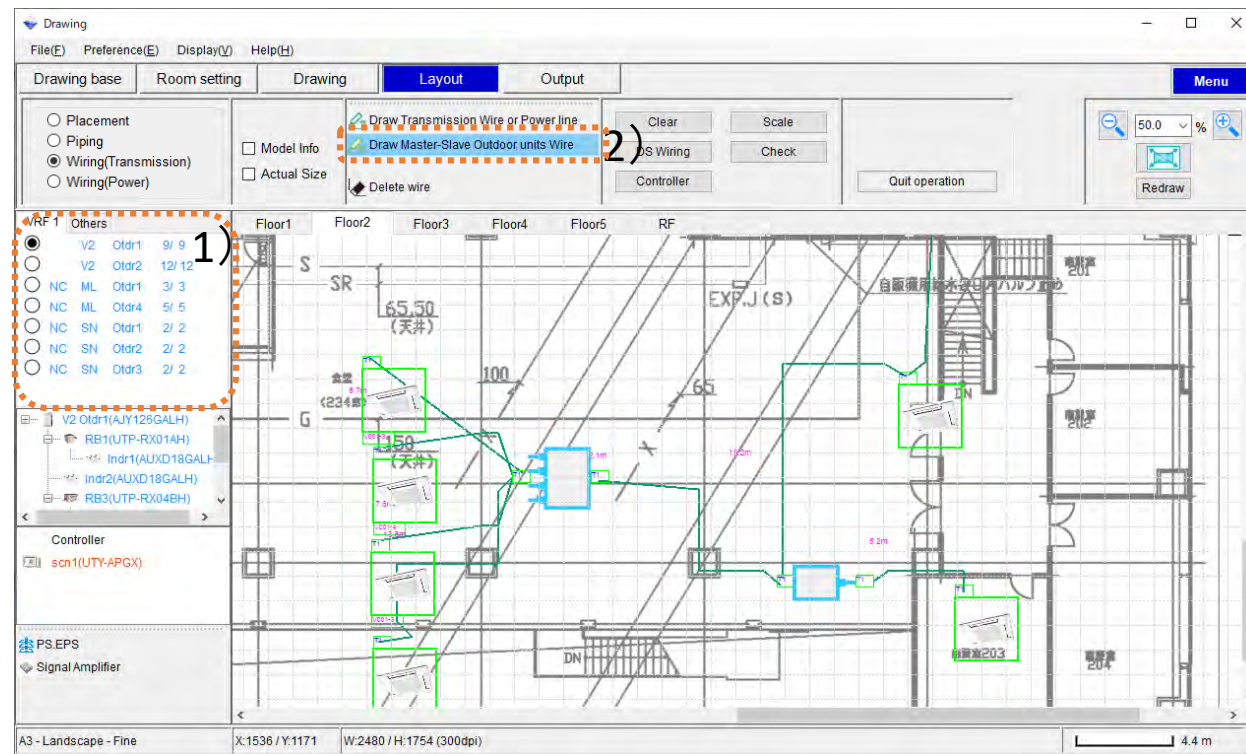 Drawing
File(F) Preference(E) Display(V) Help(H)
Drawing base Room setting Drawing Layout Output Menu
Placement
Piping
Wiring(Transmission)
Wiring(Power)
Model Info
Actual Size
Draw Transmission Wire or Power line
Draw Master-Slave Outdoor units Wire
Delete wire
2)
Clear Scale
DS Wiring Check
Controller
Quit operation
50.0 %
Redraw
VRF 1 Others
1)
V2 Otdr1 9/ 9
V2 Otdr2 12/ 12
NC ML Otdr1 3/ 3
NC ML Otdr4 5/ 5
NC SN Otdr1 2/ 2
NC SN Otdr2 2/ 2
NC SN Otdr3 2/ 2
V2 Otdr1(AJY126GALH)
RB1(UTP-RX01AH)
Indr1(AUXD18GALH
Indr2(AUXD18GALH)
RB3(UTP-RX04BH)
Controller
scn1(UTY-APGX)
PS.EPS
Signal Amplifier
Floor1 Floor2 Floor3 Floor4 Floor5 RF
S
SR
65.50
(天井)
EXP.J(S)
201
100
65
G
(天井)
DN
202
5.2m
DN
203
204
A3 - Landscape - Fine X:1536 / Y:1171 W:2480 / H:1754 (300dpi) 4.4 m